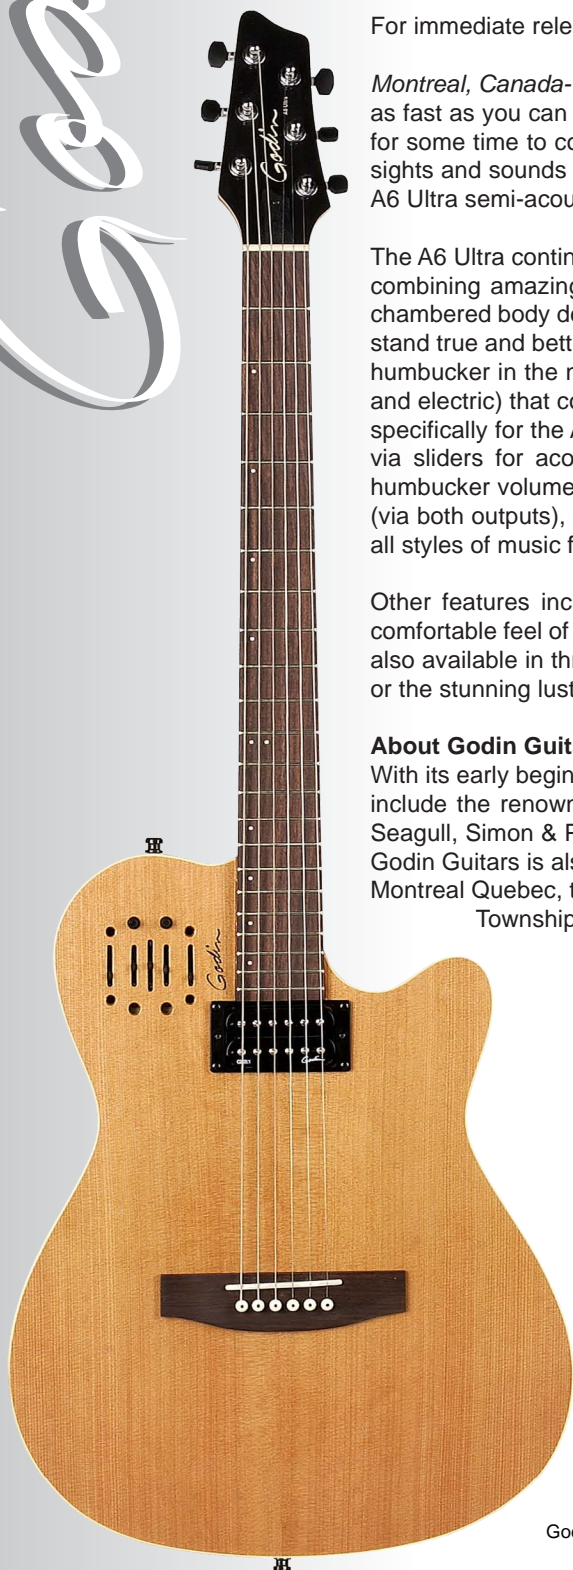 For immediate rele
Montreal, Canada-
as fast as you can
for some time to co
sights and sounds
A6 Ultra semi-acou
The A6 Ultra contin
combining amazing
chambered body de
stand true and bett
humbucker in the n
and electric) that co
specifically for the A
via sliders for aco
humbucker volume
(via both outputs),
all styles of music f
Other features inc
comfortable feel of
also available in thr
or the stunning lust
About Godin Guit
With its early begin
include the renown
Seagull, Simon & P
Godin Guitars is als
Montreal Quebec, t
Township
Godin
A6 Ultra
Godin
Godin
God